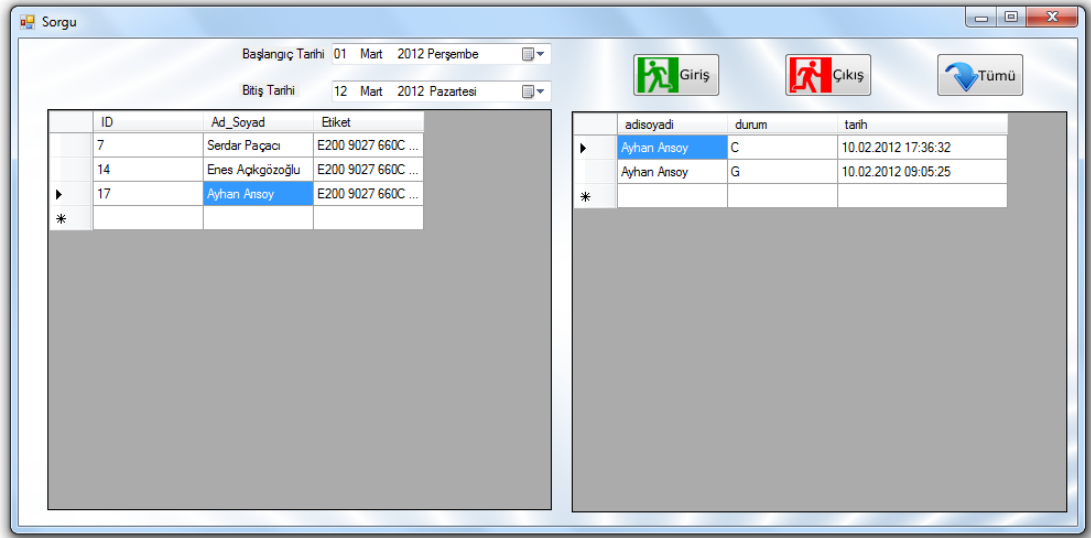 Sorgu
Başlangıç Tarihi 01 Mart 2012 Perşembe
Bitiş Tarihi 12 Mart 2012 Pazartesi
Giriş
Çıkış
Tümü
ID Ad_Soyad Etiket
7 Serdar Paçacı E200 9027 660C ...
14 Enes Açıkgözoğlu E200 9027 660C ...
17 Ayhan Arısoy E200 9027 660C ...
adisoyadi durum tarih
Ayhan Arısoy C 10.02.2012 17:36:32
Ayhan Arısoy G 10.02.2012 09:05:25